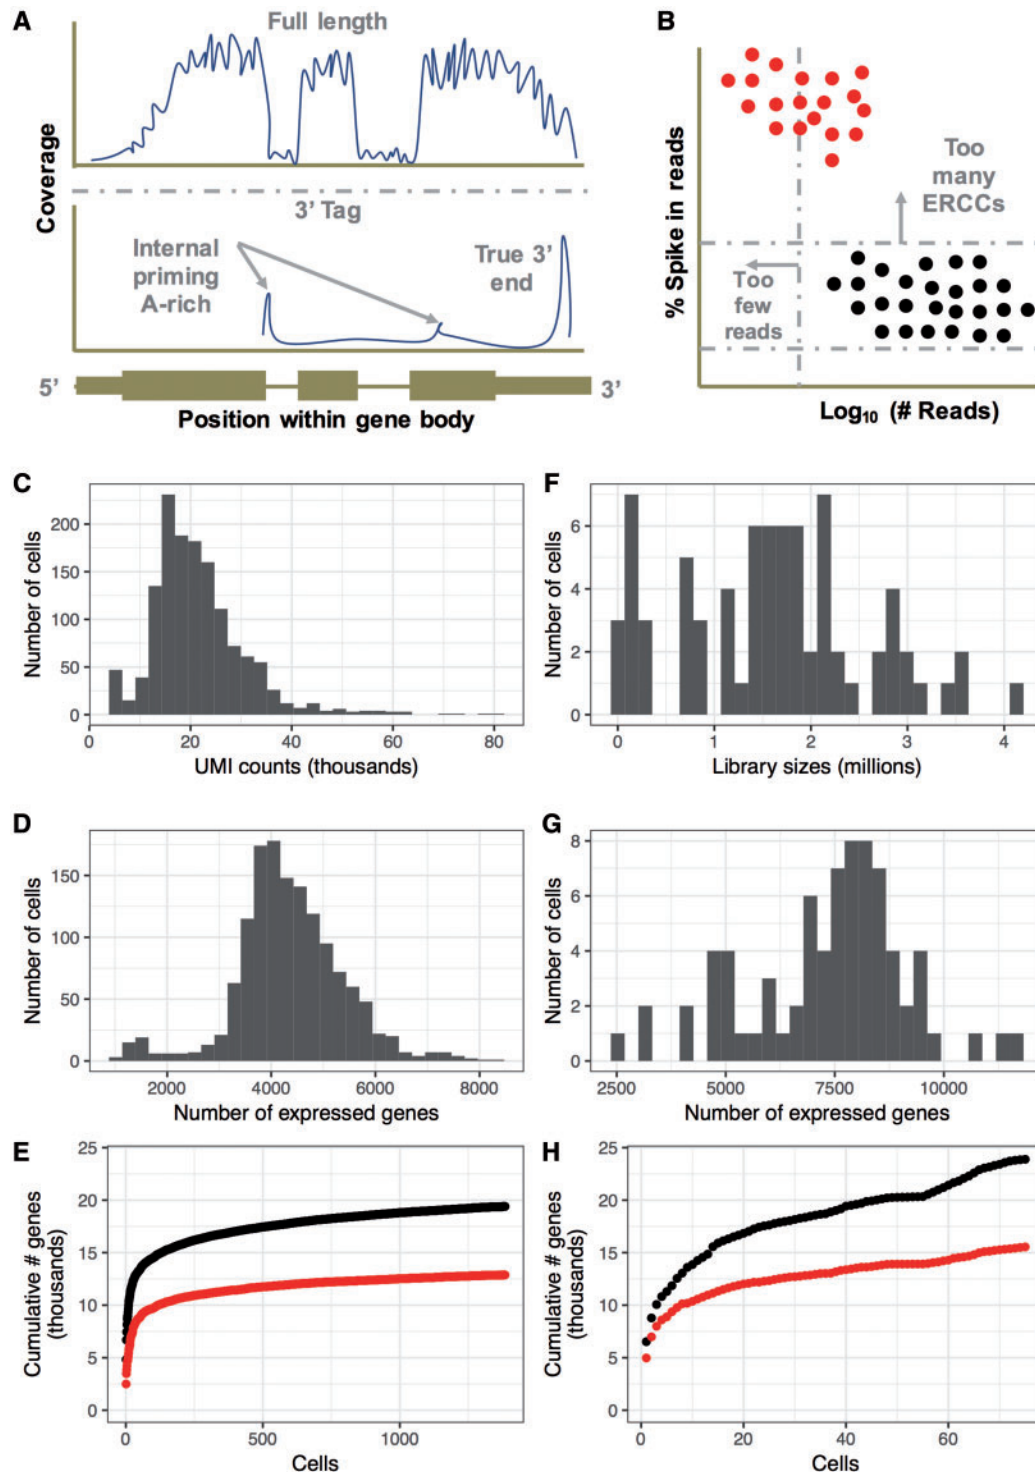 A
Full length
Coverage
3’ Tag
Internal
priming
A-rich
True 3’
end
5’
3’
Position within gene body
B
% Spike in reads
Too
many
ERCCs
Too
few
reads
Log10 (# Reads)
C
Number of cells
200
150
100
50
0
0 20 40 60 80
UMI counts (thousands)
F
Number of cells
6
4
2
0
0 1 2 3 4
Library sizes (millions)
D
Number of cells
150
100
50
0
2000 4000 6000 8000
Number of expressed genes
G
Number of cells
8
6
4
2
0
2500 5000 7500 10000
Number of expressed genes
E
Cumulative # genes
(thousands)
25
20
15
10
5
0
0 500 1000
Cells
H
Cumulative # genes
(thousands)
25
20
15
10
5
0
0 20 40 60
Cells